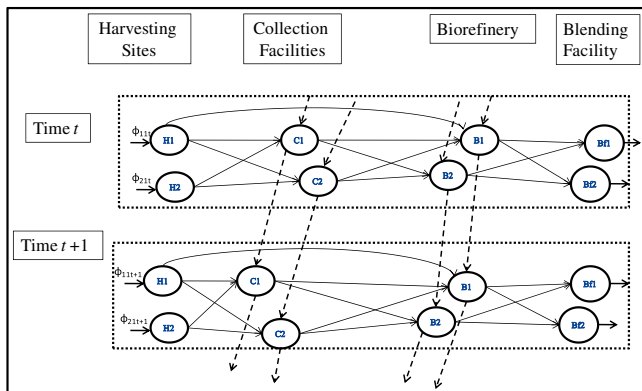 Harvesting Collection Biorefinery Blending
Sites Facilities Facility
Time t
ϕ11t H1 C1 B1 Bf1
ϕ21t H2 C2 B2 Bf2
Time t+1
ϕ11t+1 H1 C1 B1 Bf1
ϕ21t+1 H2 C2 B2 Bf2